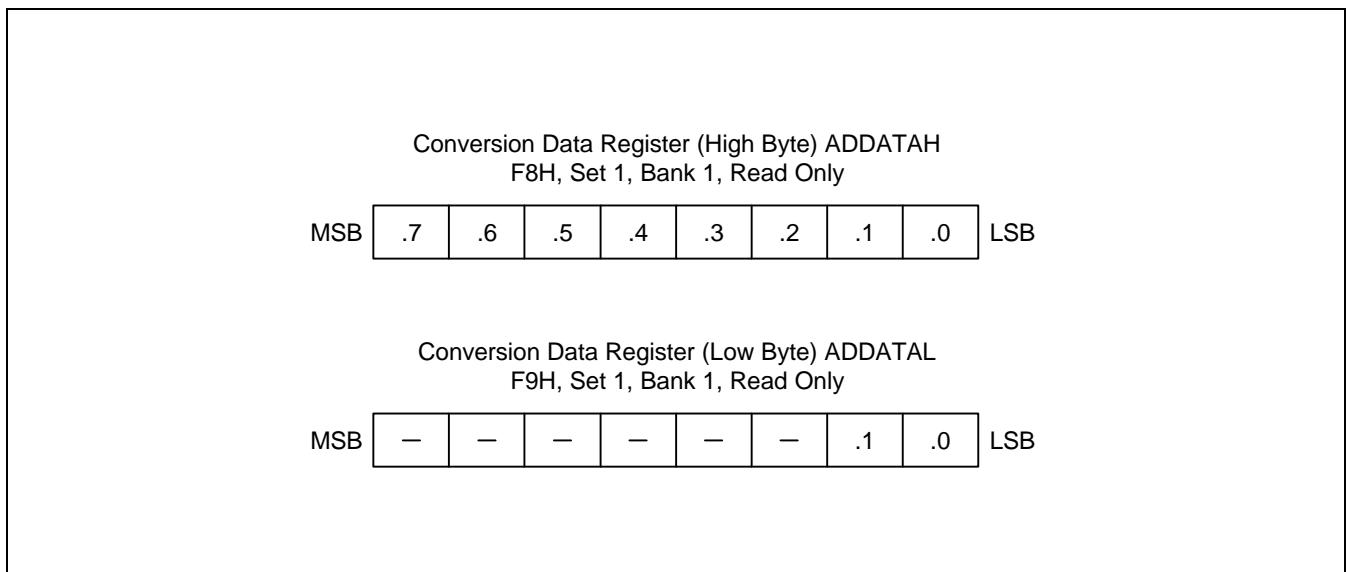 Conversion Data Register (High Byte) ADDATAH
F8H, Set 1, Bank 1, Read Only
MSB .7 .6 .5 .4 .3 .2 .1 .0 LSB
Conversion Data Register (Low Byte) ADDATAL
F9H, Set 1, Bank 1, Read Only
MSB – – – – – – .1 .0 LSB